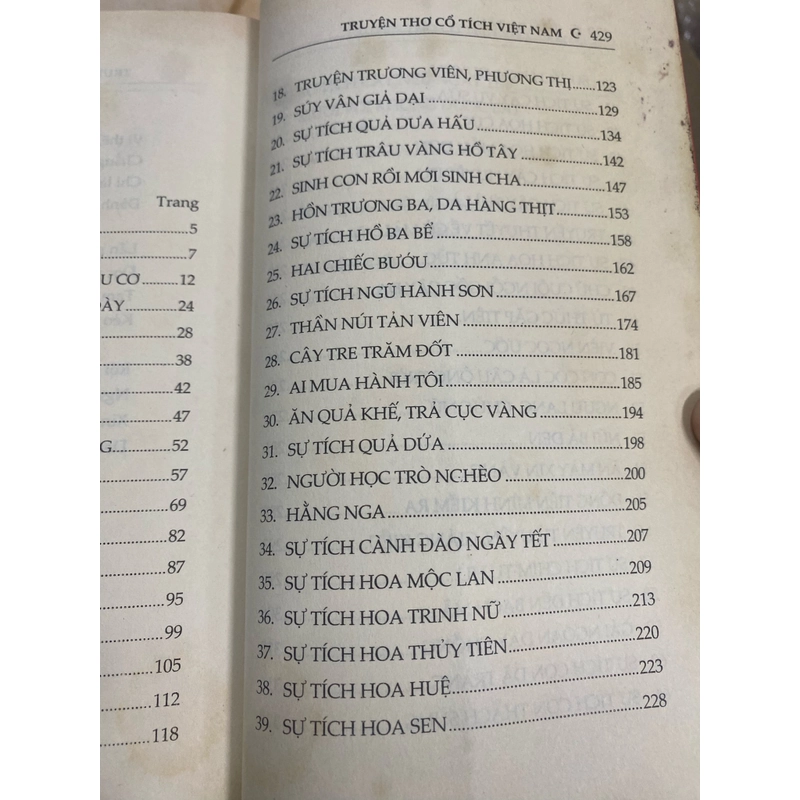 Trang
5
7
U CƠ 12
ĐÀY 24
28
38
42
47
G 52
57
69
82
87
95
99
105
112
118
TRUYỆN THƠ CỔ TÍCH VIỆT NAM ☪ 429
18. TRUYỆN TRƯƠNG VIÊN, PHƯƠNG THỊ 123
19. SÚY VÂN GIẢ DẠI 129
20. SỰ TÍCH QUẢ DƯA HẤU 134
21. SỰ TÍCH TRÂU VÀNG HỒ TÂY 142
22. SINH CON RỒI MỚI SINH CHA 147
23. HỒN TRƯƠNG BA, DA HÀNG THỊT 153
24. SỰ TÍCH HỒ BA BỂ 158
25. HAI CHIẾC BƯỚU 162
26. SỰ TÍCH NGŨ HÀNH SƠN 167
27. THẦN NÚI TẢN VIÊN 174
28. CÂY TRE TRĂM ĐỐT 181
29. AI MUA HÀNH TÔI 185
30. ĂN QUẢ KHẾ, TRẢ CỤC VÀNG 194
31. SỰ TÍCH QUẢ DỨA 198
32. NGƯỜI HỌC TRÒ NGHÈO 200
33. HẰNG NGA 205
34. SỰ TÍCH CÀNH ĐÀO NGÀY TẾT 207
35. SỰ TÍCH HOA MỘC LAN 209
36. SỰ TÍCH HOA TRINH NỮ 213
37. SỰ TÍCH HOA THỦY TIÊN 220
38. SỰ TÍCH HOA HUỆ 223
39. SỰ TÍCH HOA SEN 228